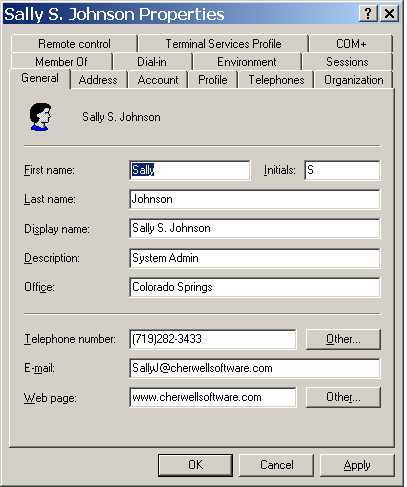 Sally S. Johnson Properties
Remote control Terminal Services Profile COM+
Member Of Dial-in Environment Sessions
General Address Account Profile Telephones Organization
Sally S. Johnson
First name: Sally Initials: S
Last name: Johnson
Display name: Sally S. Johnson
Description: System Admin
Office: Colorado Springs
Telephone number: (719)282-3433 Other...
E-mail: SallyJ@cherwellsoftware.com
Web page: www.cherwellsoftware.com Other...
OK Cancel Apply